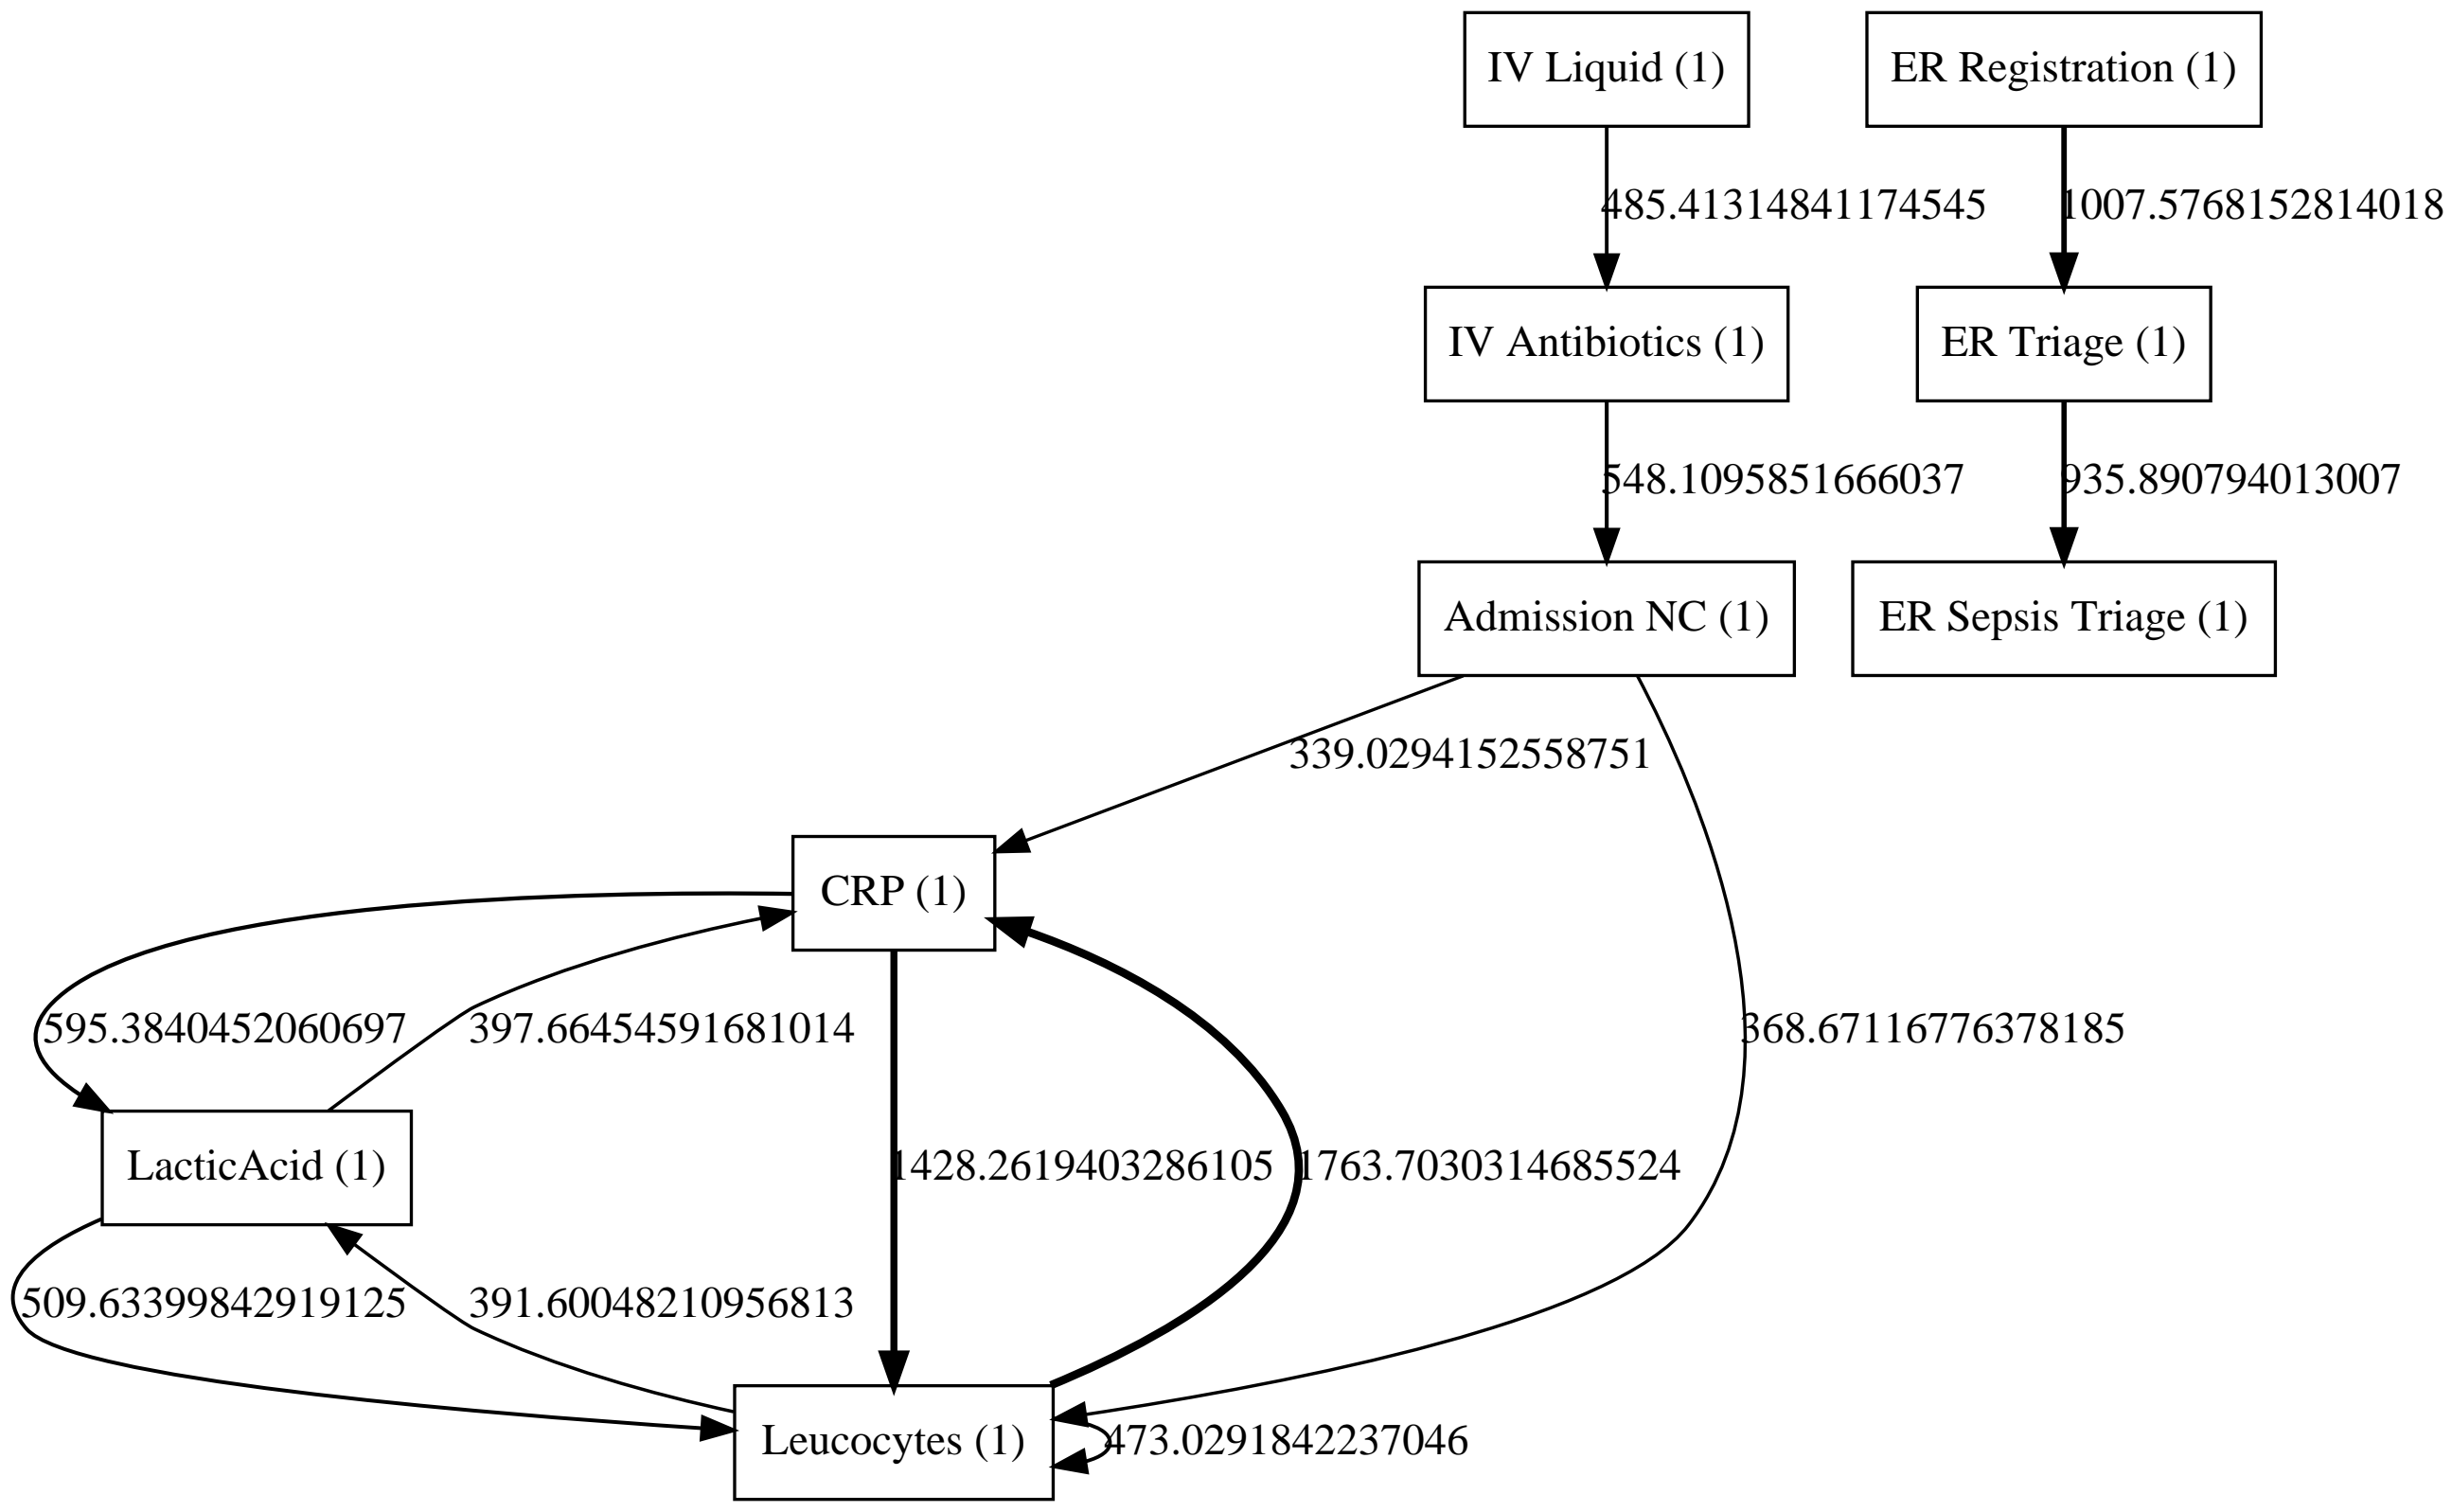 IV Liquid (1)
ER Registration (1)
485.41314841174545
1007.5768152814018
IV Antibiotics (1)
ER Triage (1)
548.1095851666037
935.890794013007
Admission NC (1)
ER Sepsis Triage (1)
339.0294152558751
CRP (1)
595.3840452060697
397.66454591681014
368.67116776378185
LacticAcid (1)
1428.2619403286105
1763.7030314685524
509.63399842919125
391.60048210956813
Leucocytes (1)
473.0291842237046